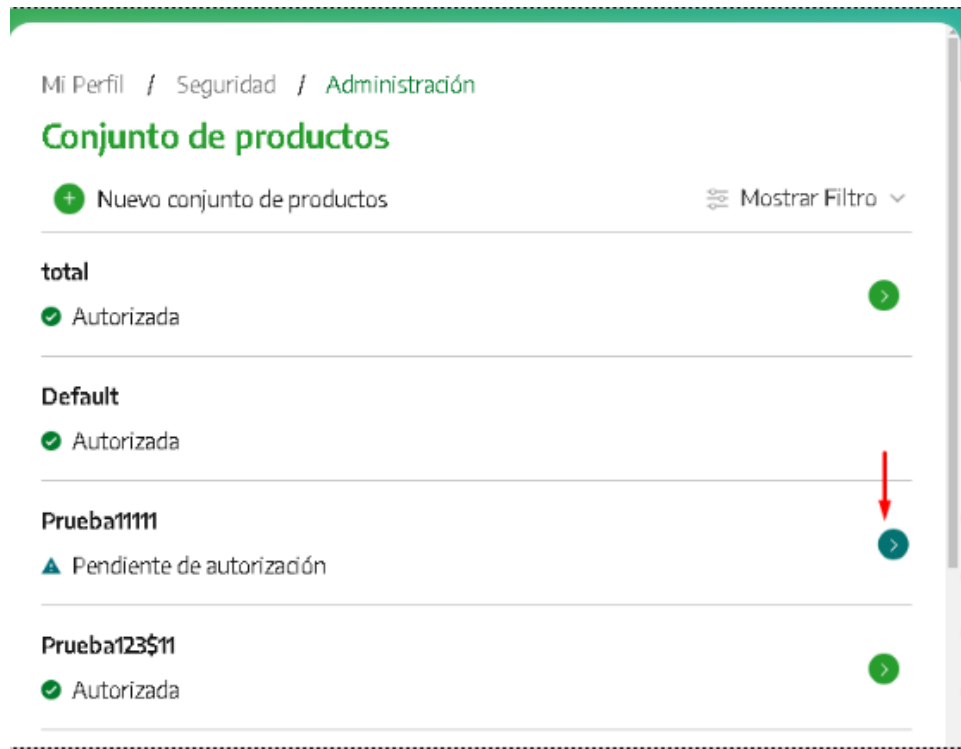 Mi Perfil / Seguridad / Administración
Conjunto de productos
Nuevo conjunto de productos Mostrar Filtro
total
Autorizada
Default
Autorizada
Prueba11111
Pendiente de autorización
Prueba123$11
Autorizada